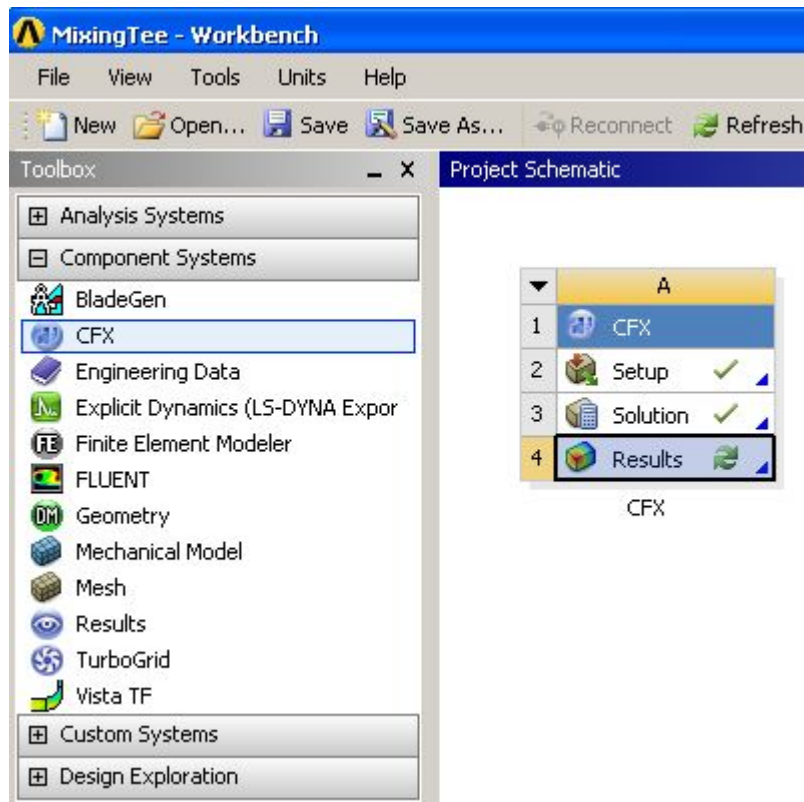 MixingTee - Workbench
File View Tools Units Help
New Open... Save Save As... Reconnect Refresh
Toolbox
Project Schematic
Analysis Systems
Component Systems
BladeGen
CFX
Engineering Data
Explicit Dynamics (LS-DYNA Expor
Finite Element Modeler
FLUENT
Geometry
Mechanical Model
Mesh
Results
TurboGrid
Vista TF
Custom Systems
Design Exploration
A
1 CFX
2 Setup
3 Solution
4 Results
CFX